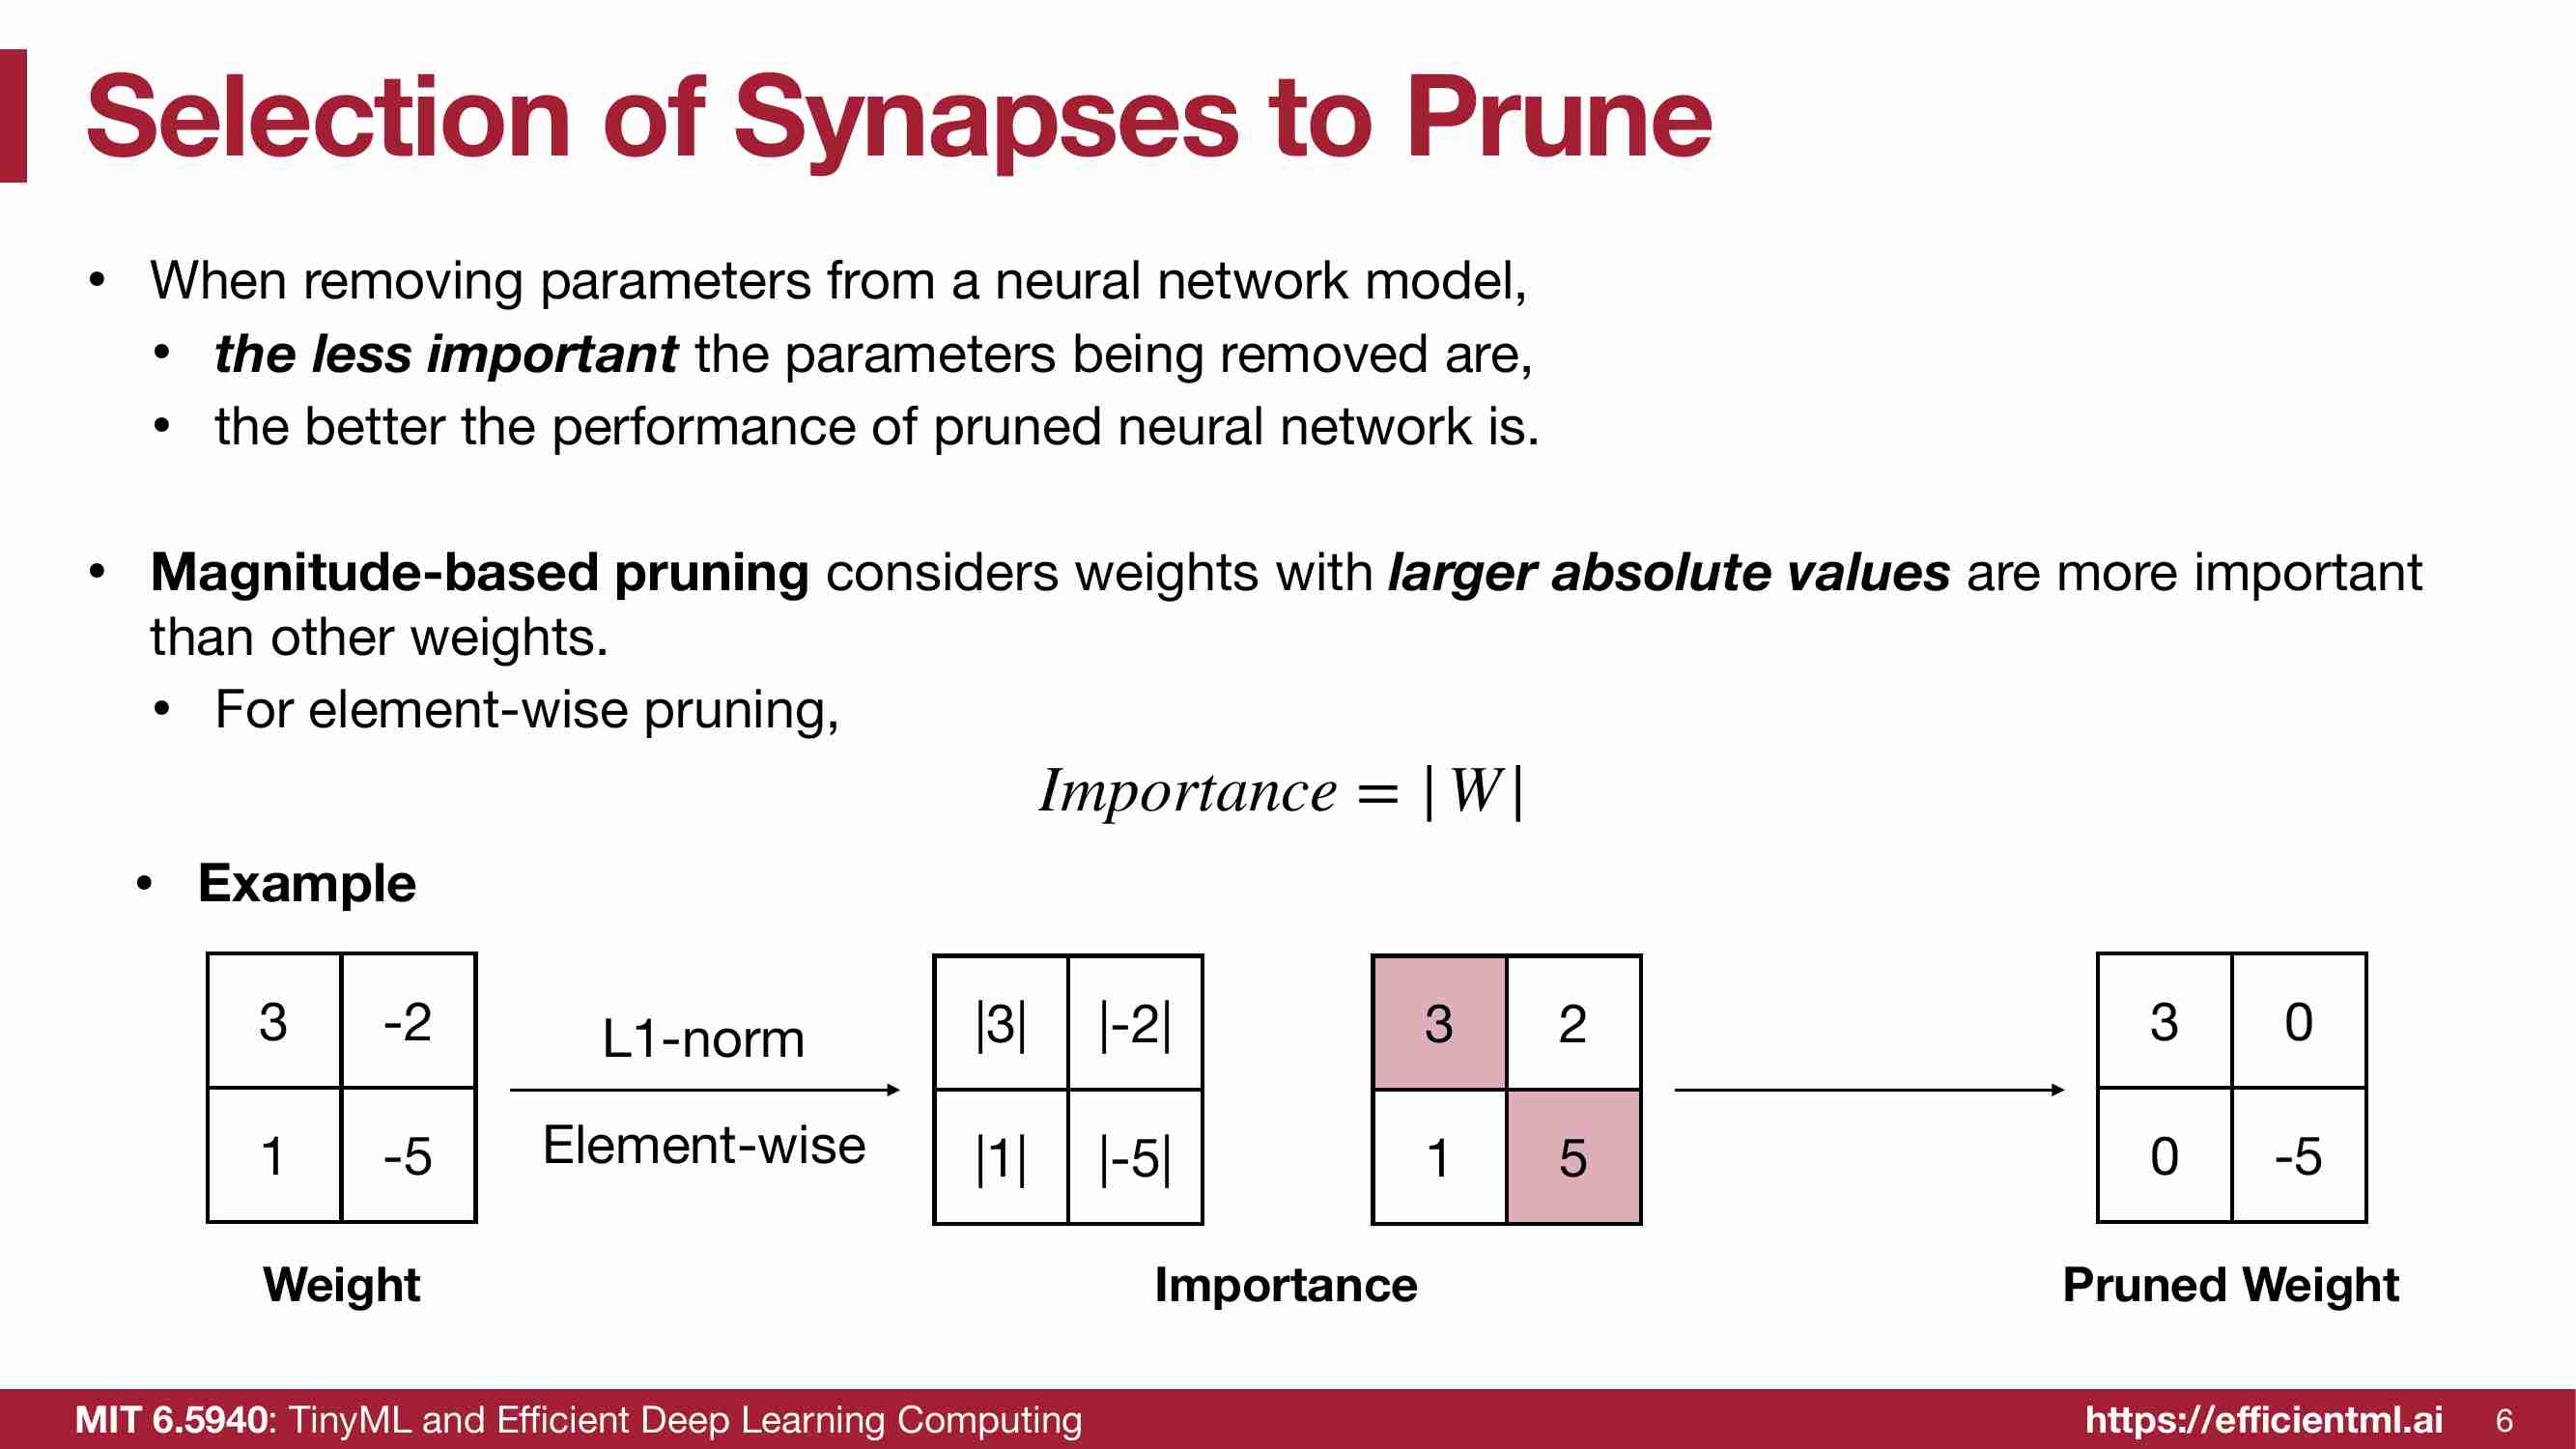 Selection of Synapses to Prune
• When removing parameters from a neural network model,
• the less important the parameters being removed are,
• the better the performance of pruned neural network is.
• Magnitude-based pruning considers weights with larger absolute values are more important
than other weights.
• For element-wise pruning,
Importance = |W|
• Example
3 -2
1 -5
Weight
L1-norm
Element-wise
|3| |-2|
|1| |-5|
3 2
1 5
Importance
3 0
0 -5
Pruned Weight
MIT 6.5940: TinyML and Efficient Deep Learning Computing
https://efficientml.ai 6